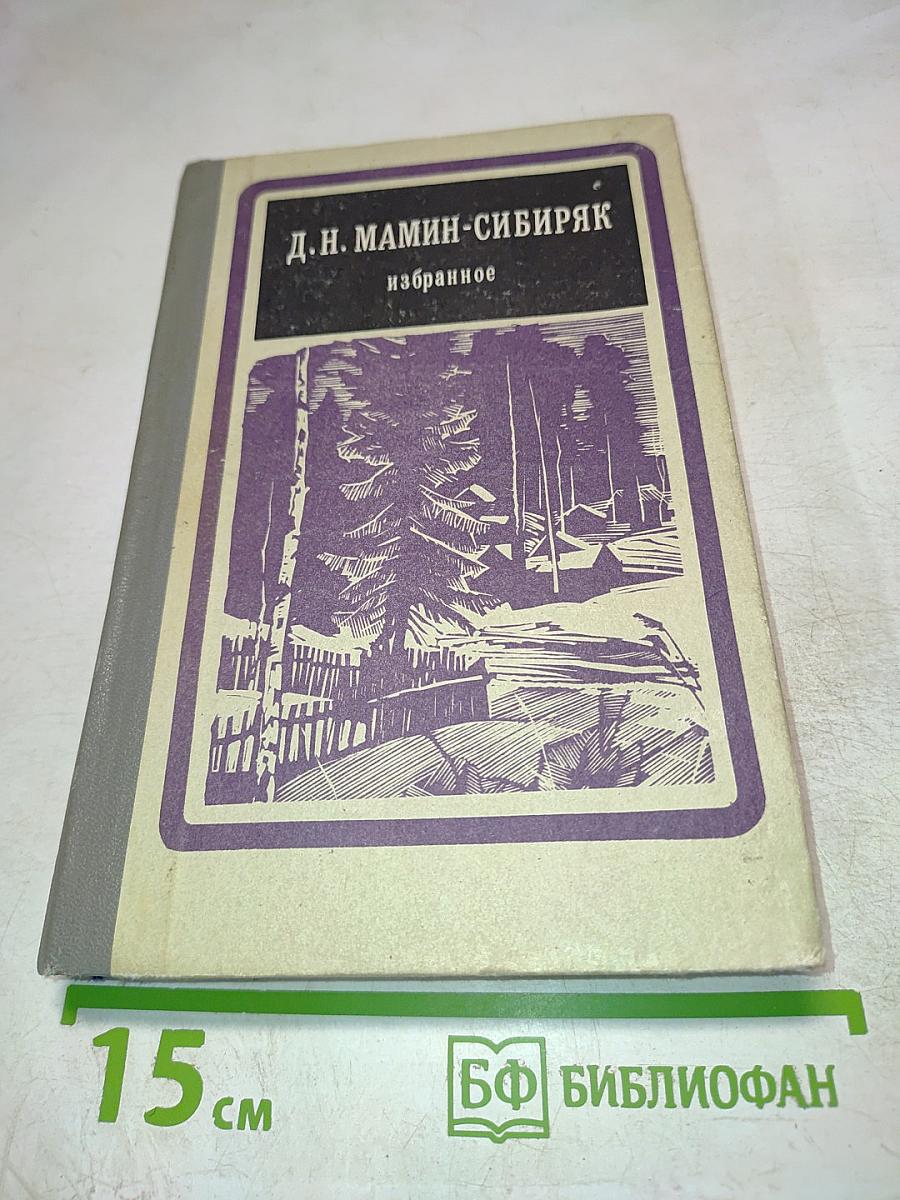 Д.Н. МАМИН-СИБИРЯК
избранное
15 см
БФ БИБЛИОФАН